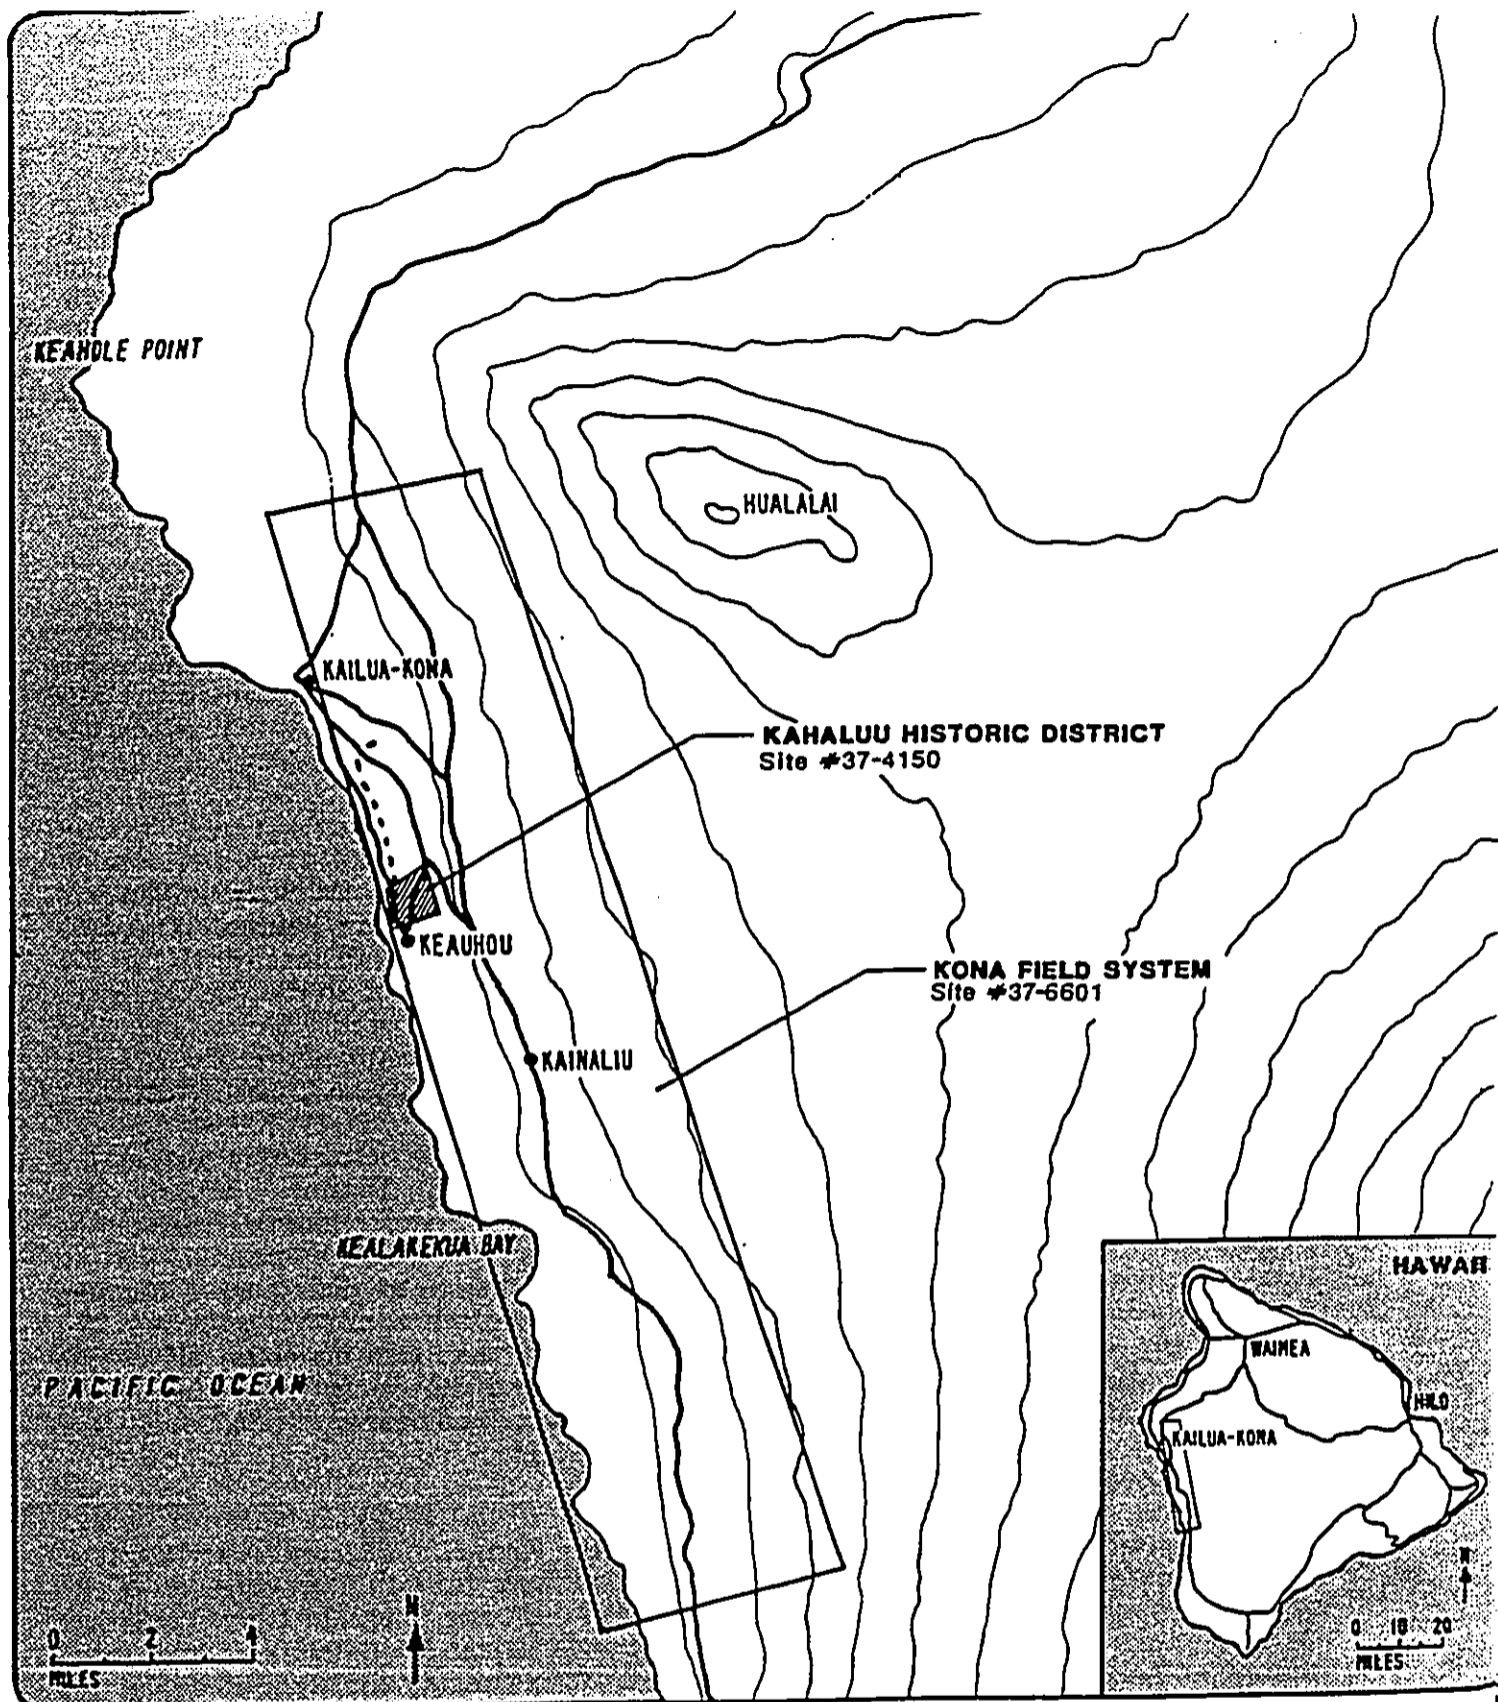 KEAHOLE POINT
HUALALAI
KAILUA-KONA
KAHALUU HISTORIC DISTRICT
Site #37-4150
KEAUHOU
KONA FIELD SYSTEM
Site #37-6601
KAINALIU
KEALAKEKUA BAY
PACIFIC OCEAN
0 2 4
MILES
N
HAWAII
WAIMEA
HILO
KAILUA-KONA
N
0 10 20
MILES